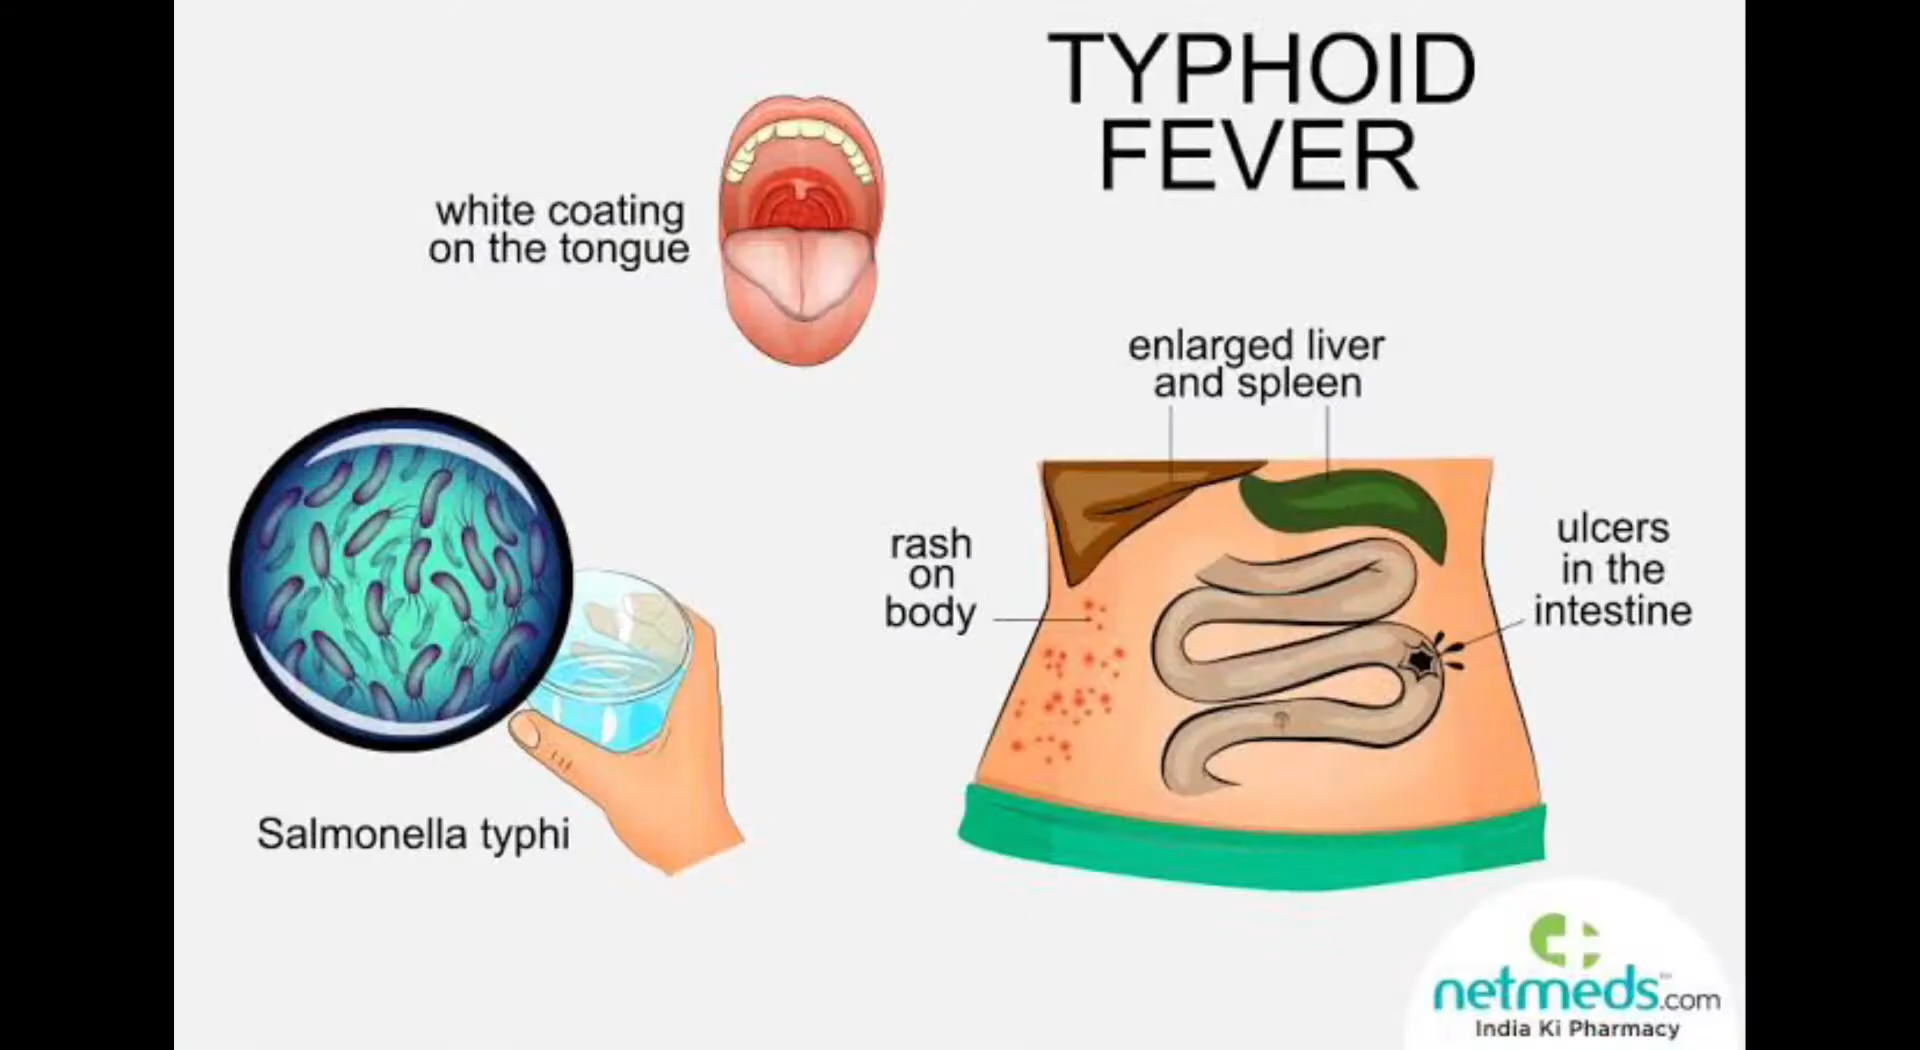 TYPHOID
FEVER
white coating
on the tongue
enlarged liver
and spleen
rash
on
body
ulcers
in the
intestine
Salmonella typhi
netmeds.com
India Ki Pharmacy